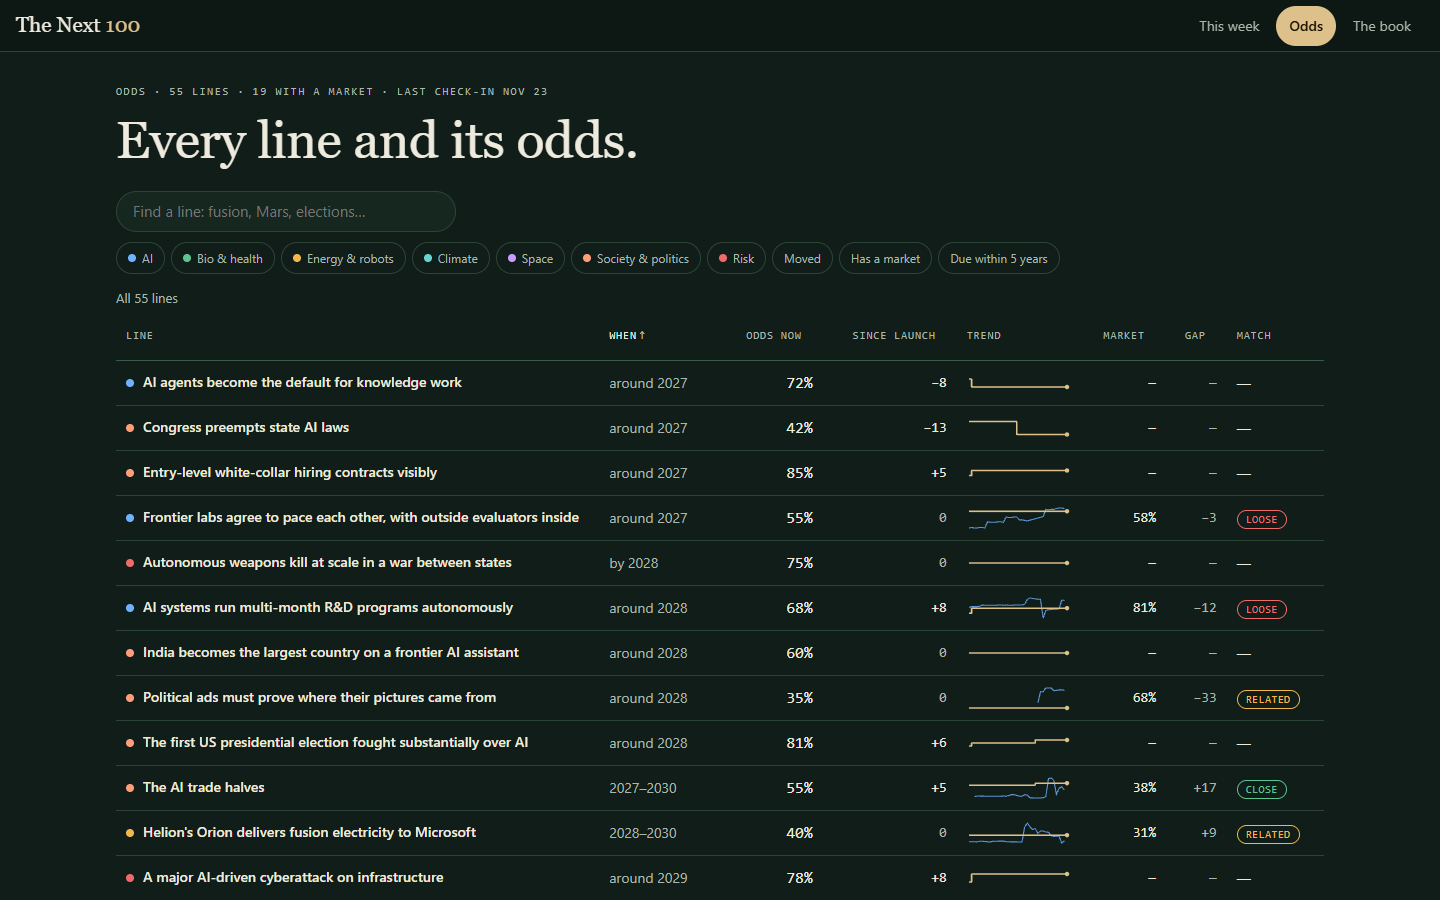 The Next 100
This week
Odds
The book
ODDS · 55 LINES · 19 WITH A MARKET · LAST CHECK-IN NOV 23
Every line and its odds.
Find a line: fusion, Mars, elections...
AI
Bio & health
Energy & robots
Climate
Space
Society & politics
Risk
Moved
Has a market
Due within 5 years
All 55 lines
LINE WHEN↑ ODDS NOW SINCE LAUNCH TREND MARKET GAP MATCH
AI agents become the default for knowledge work around 2027 72% −8 — — —
Congress preempts state AI laws around 2027 42% −13 — — —
Entry-level white-collar hiring contracts visibly around 2027 85% +5 — — —
Frontier labs agree to pace each other, with outside evaluators inside around 2027 55% 0 58% −3 LOOSE
Autonomous weapons kill at scale in a war between states by 2028 75% 0 — — —
AI systems run multi-month R&D programs autonomously around 2028 68% +8 81% −12 LOOSE
India becomes the largest country on a frontier AI assistant around 2028 60% 0 — — —
Political ads must prove where their pictures came from around 2028 35% 0 68% −33 RELATED
The first US presidential election fought substantially over AI around 2028 81% +6 — — —
The AI trade halves 2027–2030 55% +5 38% +17 CLOSE
Helion's Orion delivers fusion electricity to Microsoft 2028–2030 40% 0 31% +9 RELATED
A major AI-driven cyberattack on infrastructure around 2029 78% +8 — — —